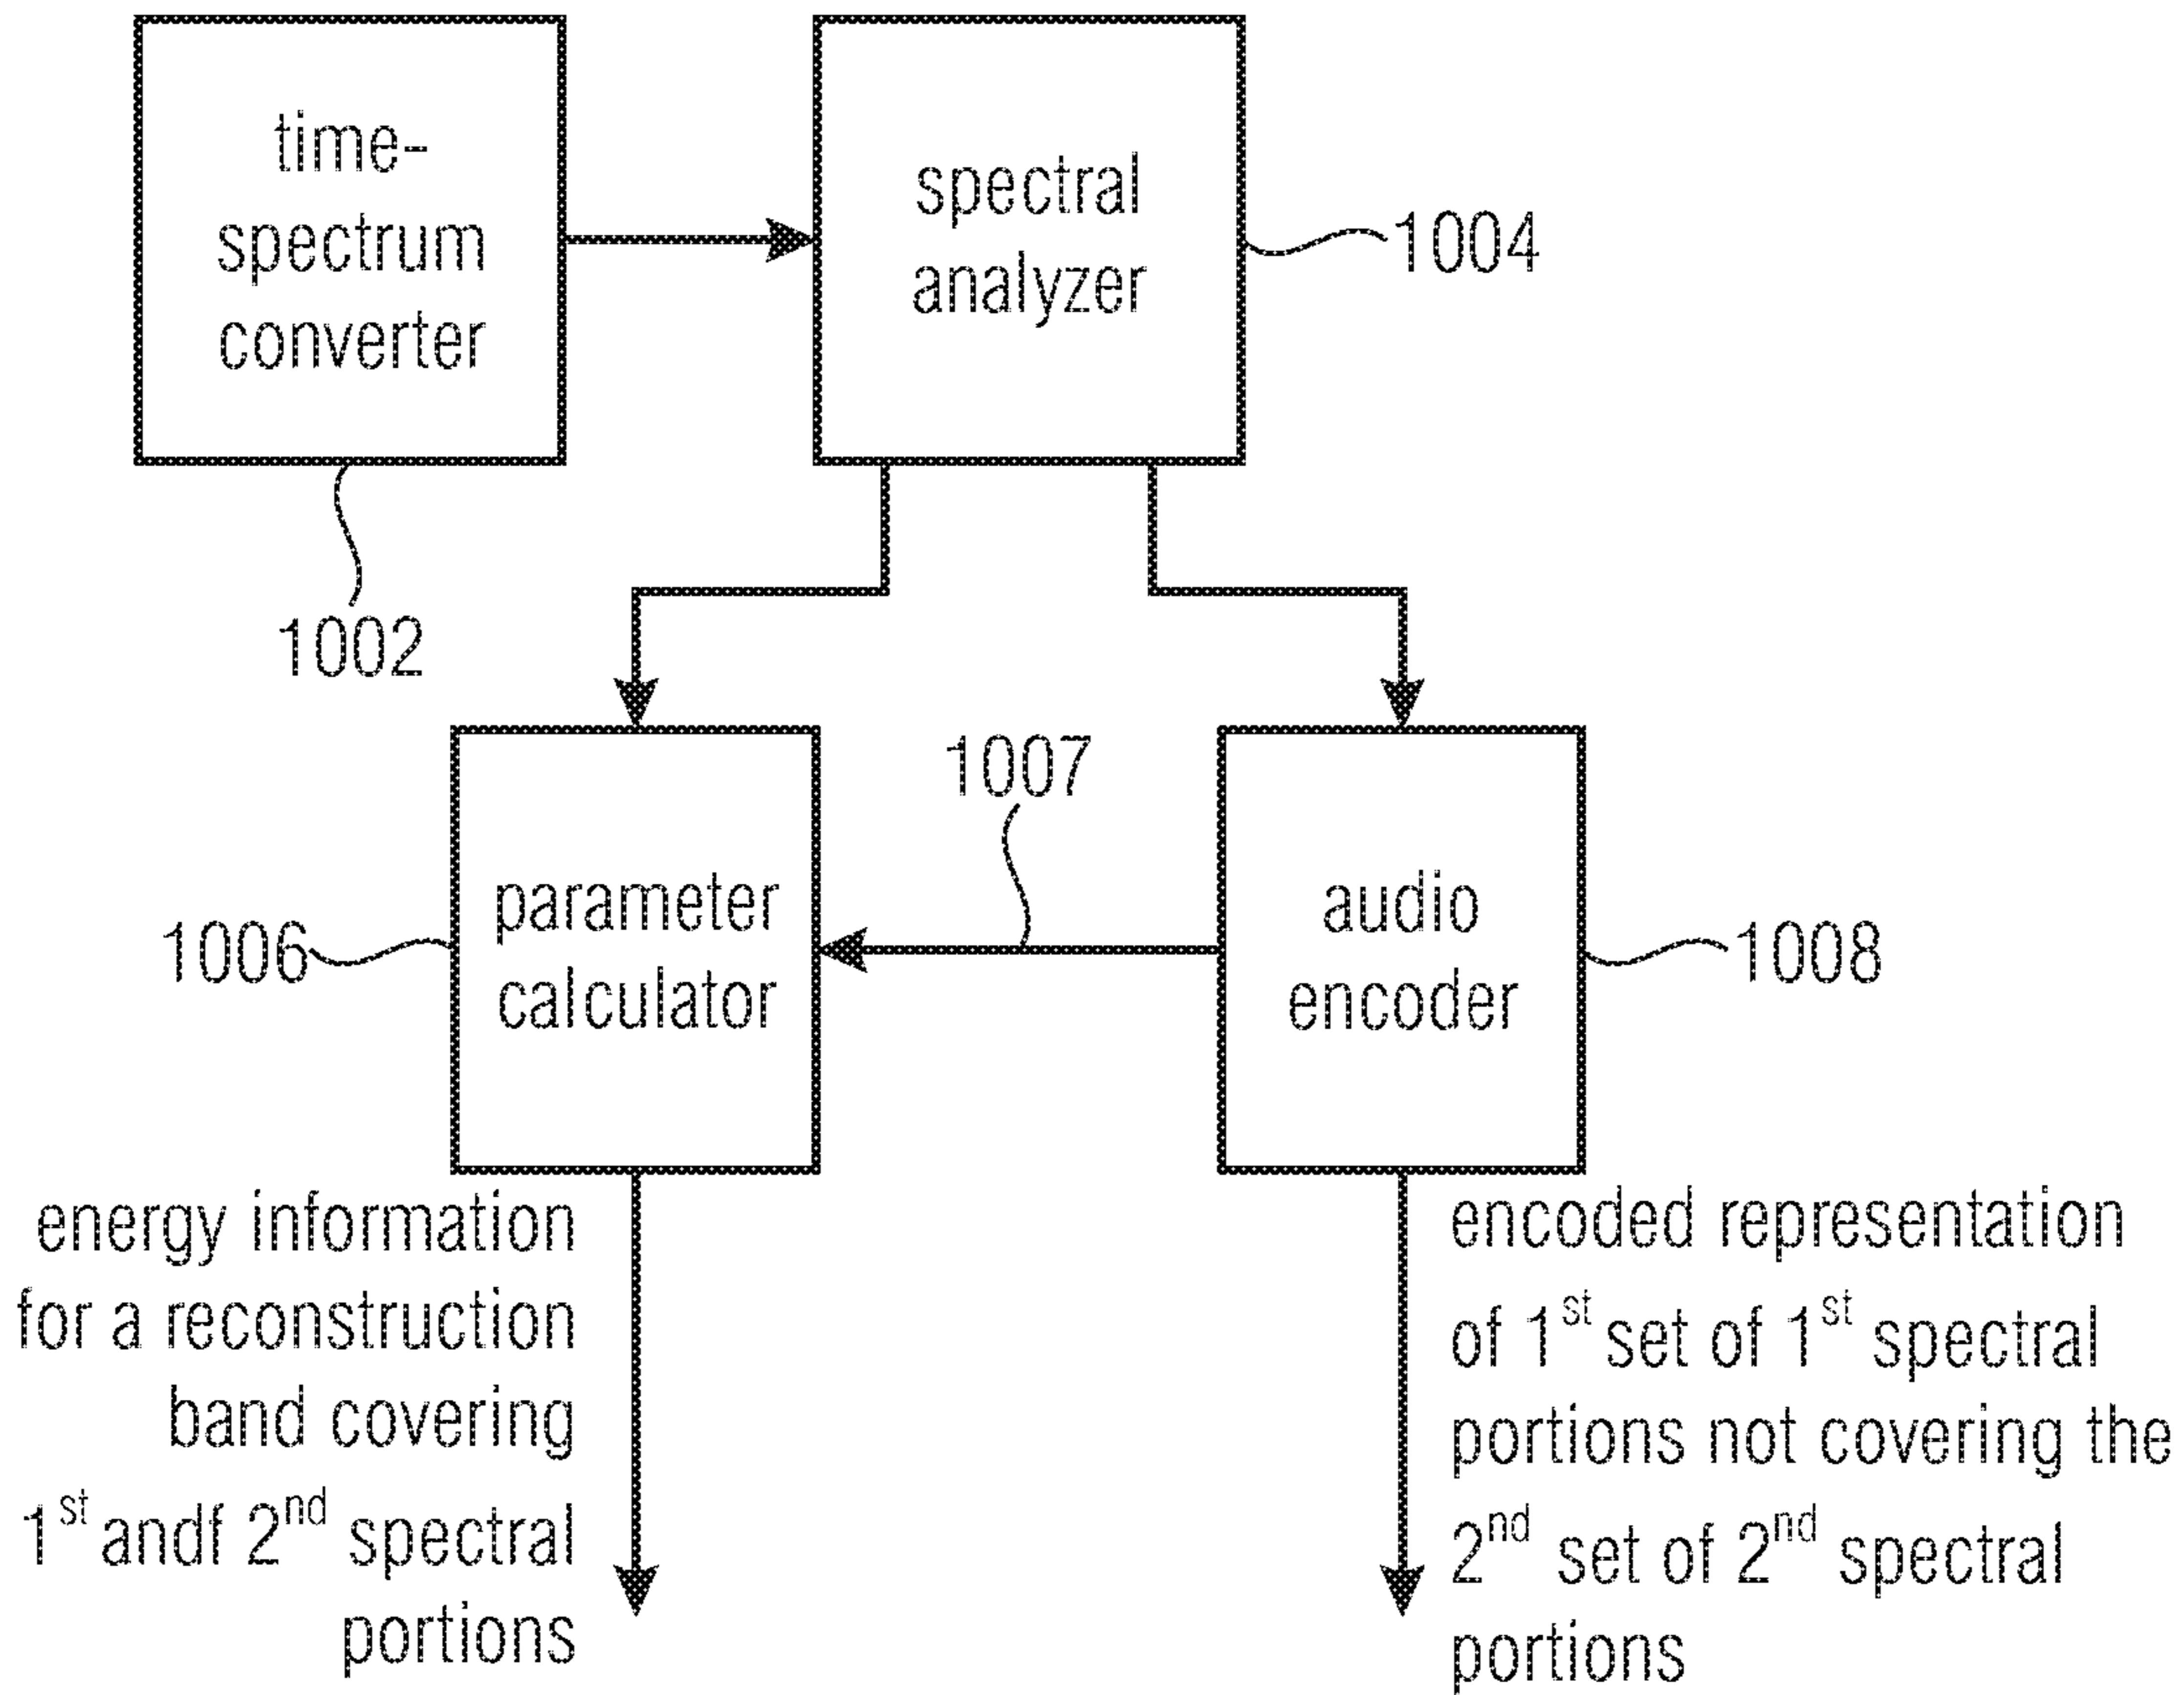 time-
spectrum
converter
spectral
analyzer
1004
1002
1007
parameter
calculator
audio
encoder
1006
1008
energy information
for a reconstruction
band covering
1st andf 2nd spectral
portions
encoded representation
of 1st set of 1st spectral
portions not covering the
2nd set of 2nd spectral
portions